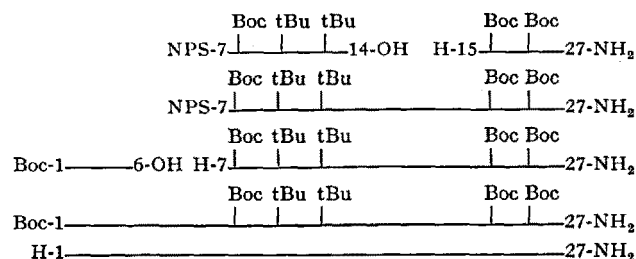 Boc tBu tBu Boc Boc
NPS-7 14-OH H-15 27-NH₂
Boc tBu tBu Boc Boc
NPS-7 27-NH₂
Boc tBu tBu Boc Boc
Boc-1 6-OH H-7 27-NH₂
Boc tBu tBu Boc Boc
Boc-1 27-NH₂
H-1 27-NH₂